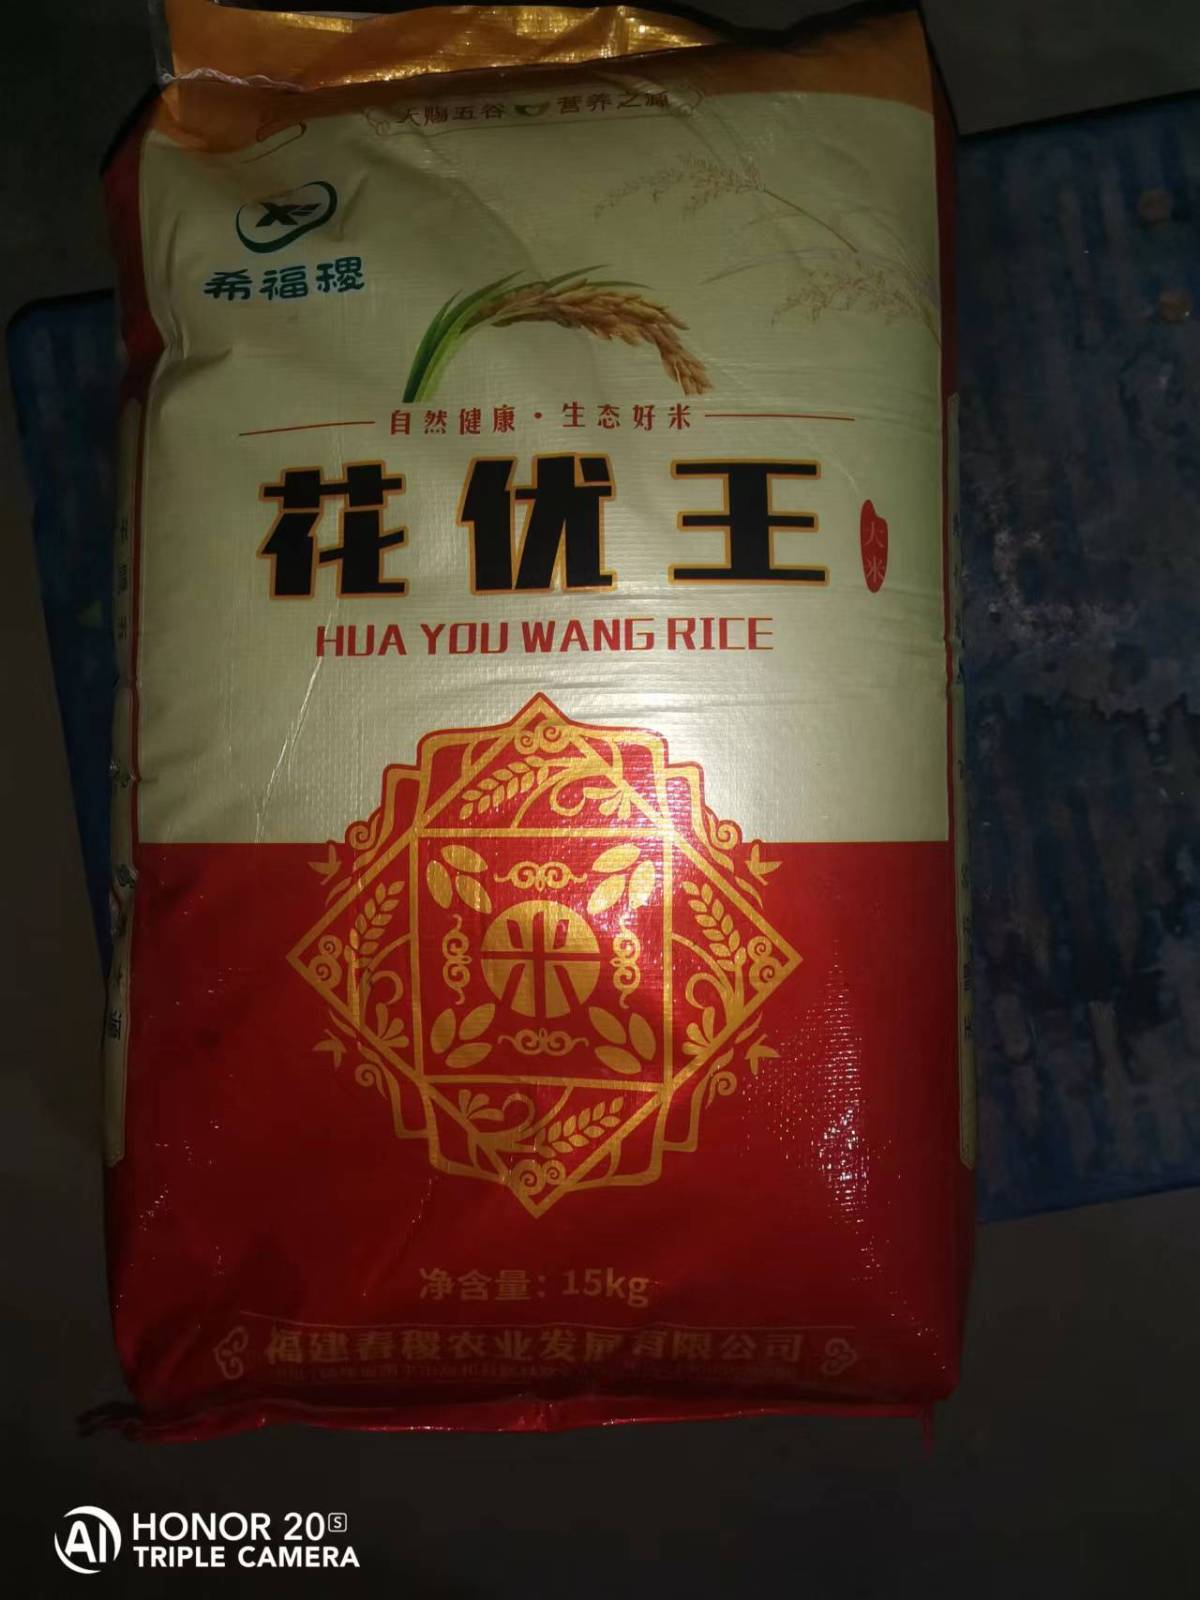 天赐五谷 营养之源
希福稷
自然健康·生态好米
花优王
大米
HUA YOU WANG RICE
米
净含量：15kg
福建春稷农业发展有限公司
HONOR 20S
TRIPLE CAMERA
AI